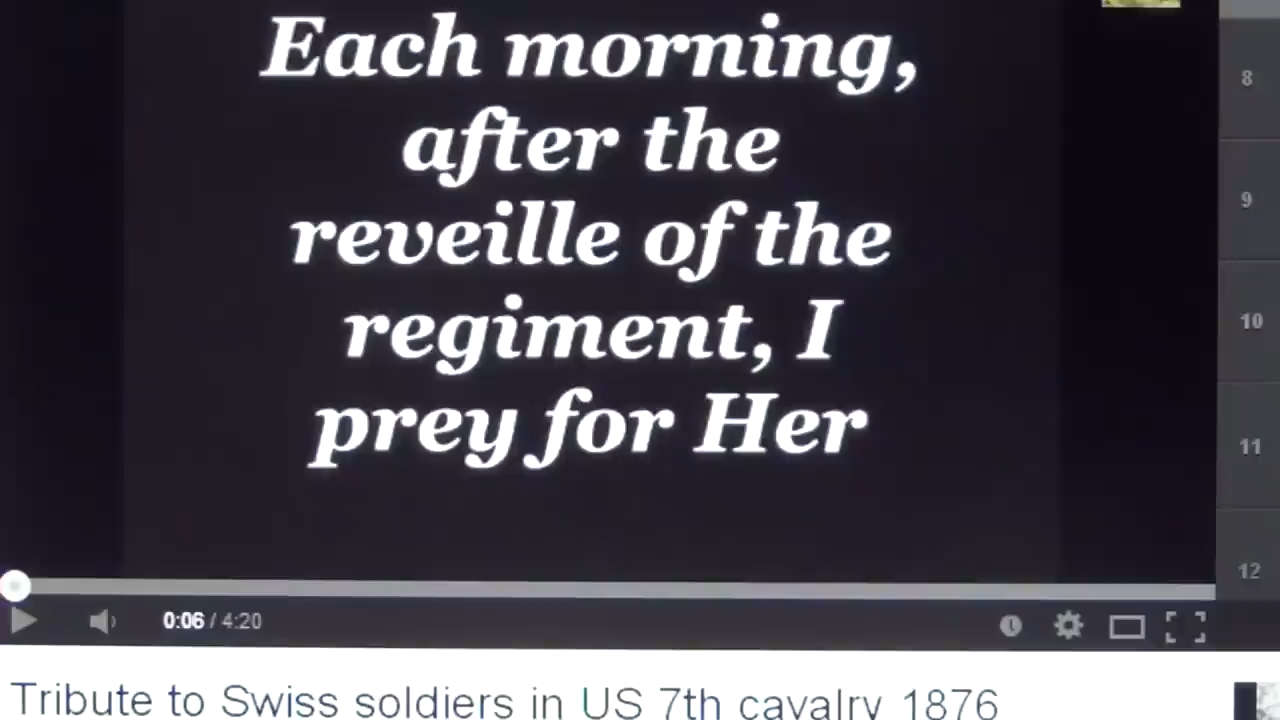 Each morning,
after the
reveille of the
regiment, I
prey for Her
8
9
10
11
12
0:06 / 4:20
Tribute to Swiss soldiers in US 7th cavalry 1876